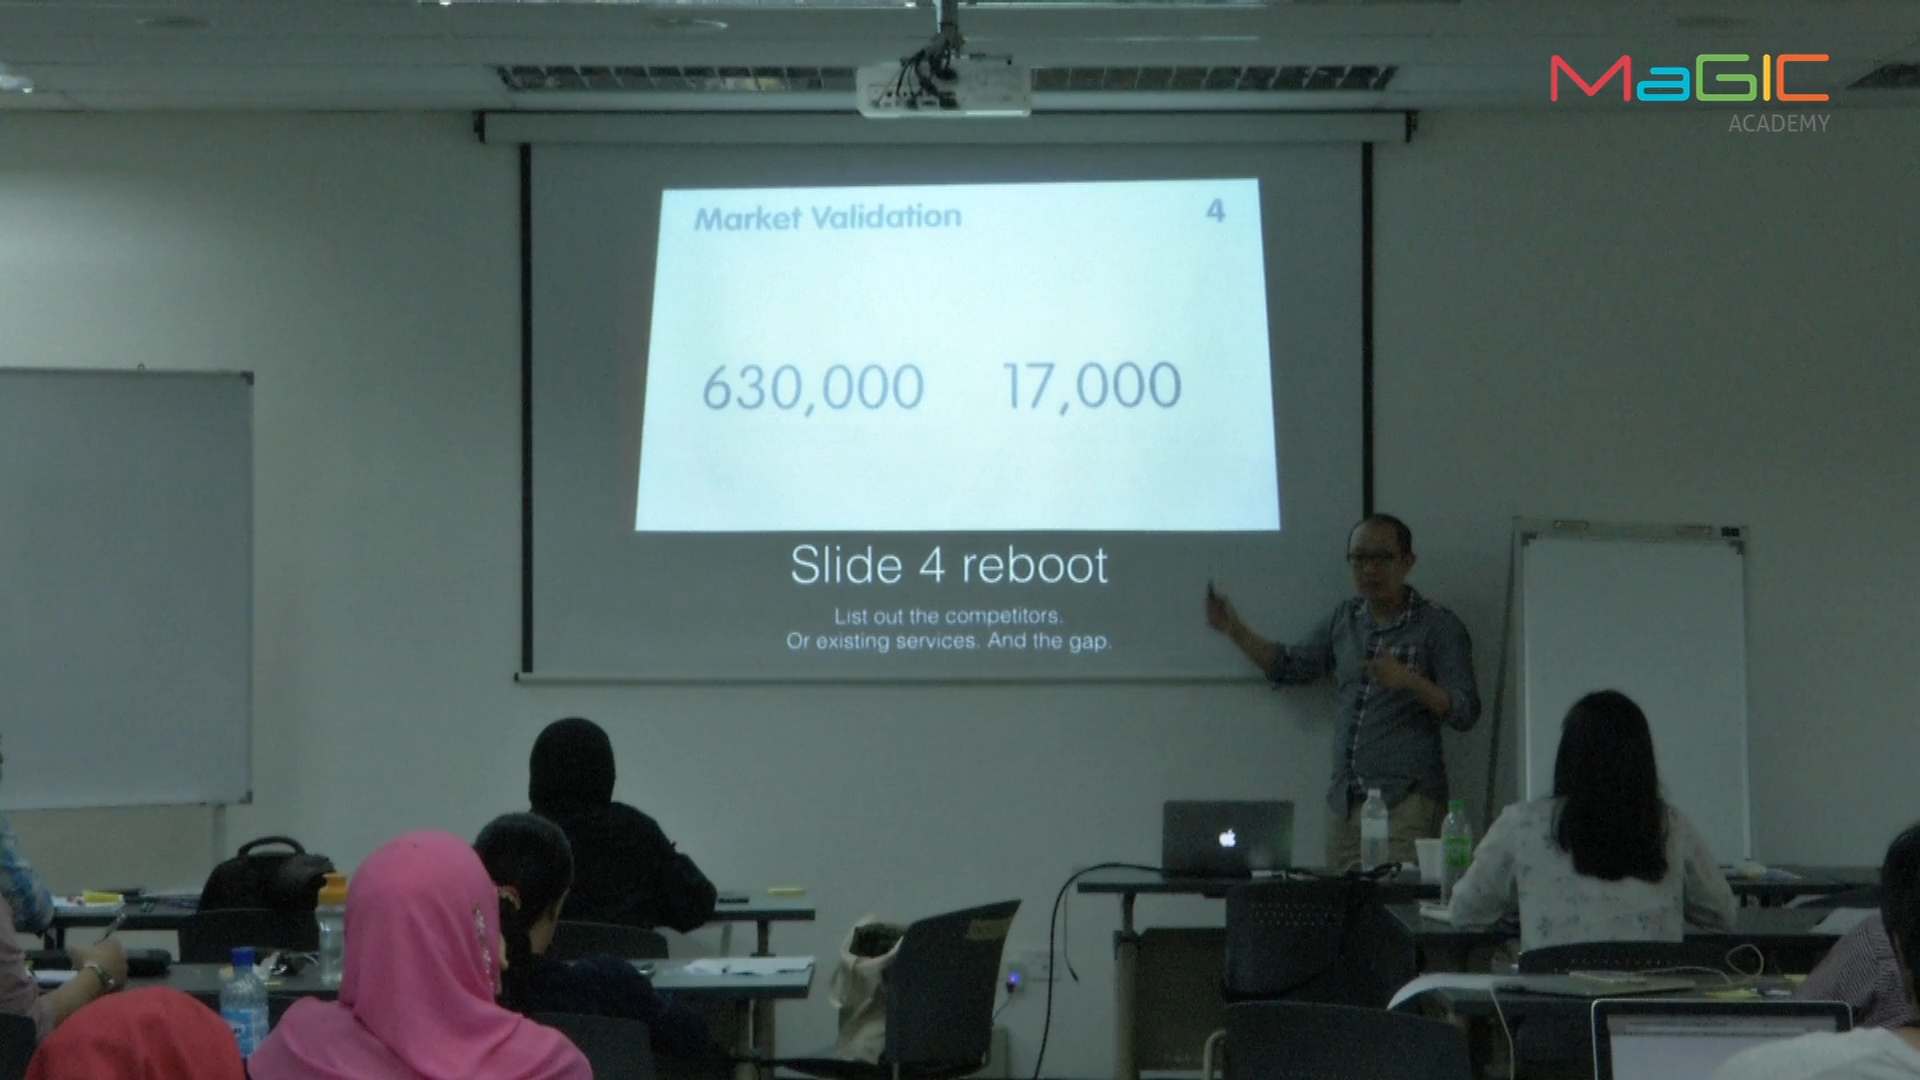 MaGIC
ACADEMY
Market Validation 4
630,000 17,000
Slide 4 reboot
List out the competitors.
Or existing services. And the gap.